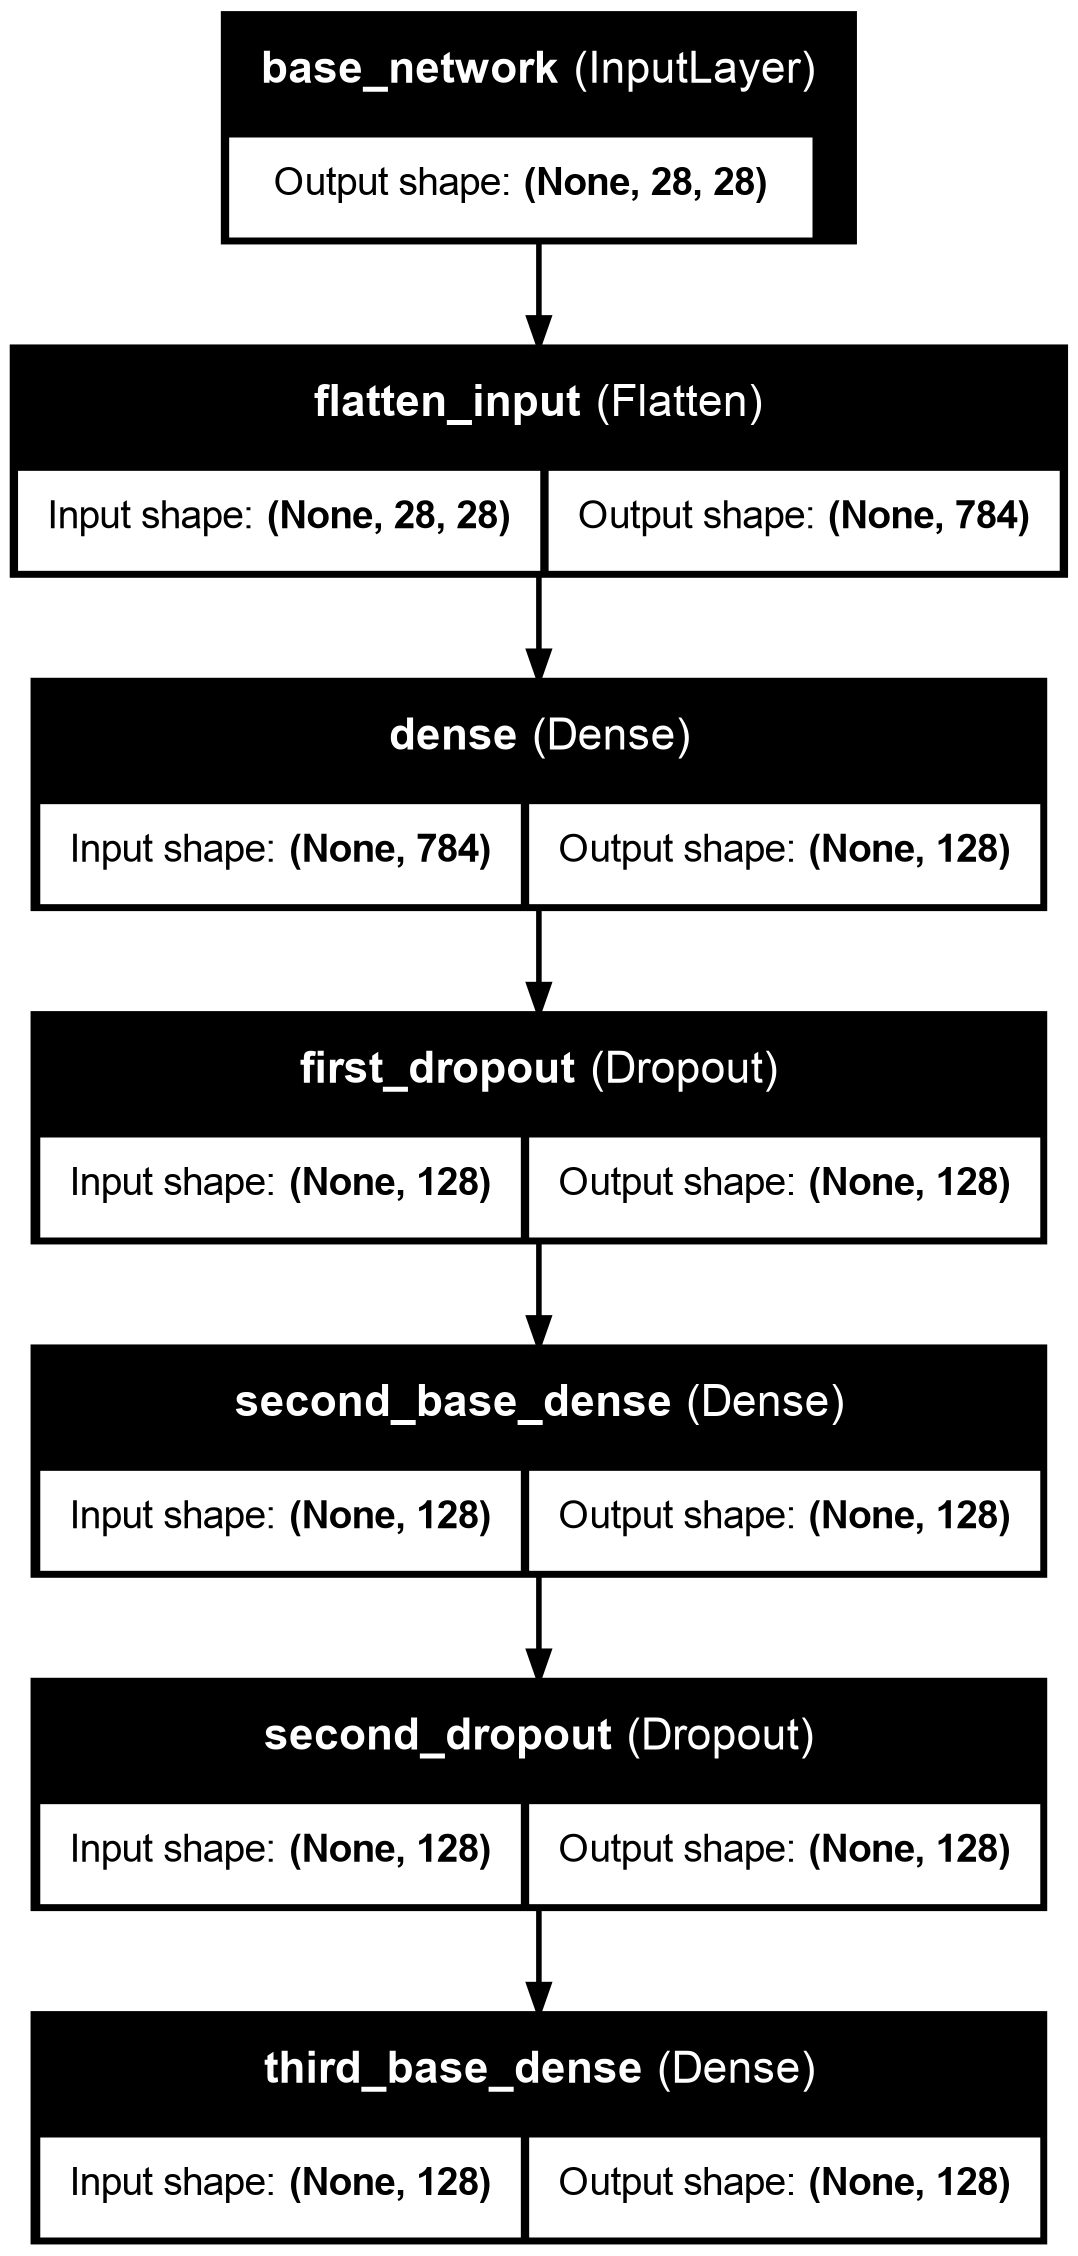 base_network (InputLayer)
Output shape: (None, 28, 28)
flatten_input (Flatten)
Input shape: (None, 28, 28) Output shape: (None, 784)
dense (Dense)
Input shape: (None, 784) Output shape: (None, 128)
first_dropout (Dropout)
Input shape: (None, 128) Output shape: (None, 128)
second_base_dense (Dense)
Input shape: (None, 128) Output shape: (None, 128)
second_dropout (Dropout)
Input shape: (None, 128) Output shape: (None, 128)
third_base_dense (Dense)
Input shape: (None, 128) Output shape: (None, 128)